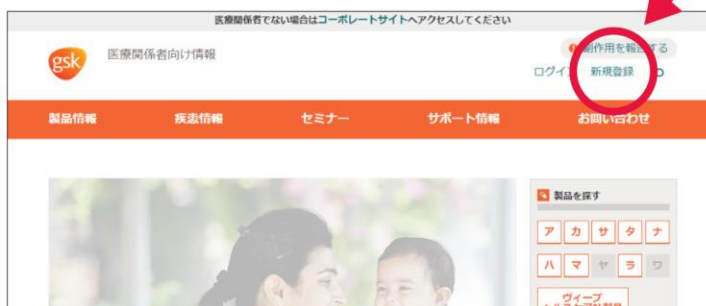 医療関係者でない場合はコーポレートサイトへアクセスしてください
gsk
医療関係者向け情報
副作用を報告する
ログイン 新規登録
製品情報 疾患情報 セミナー サポート情報 お問い合わせ
製品を探す
ア カ サ タ ナ
ハ マ ヤ ラ ワ
ヴィーブ